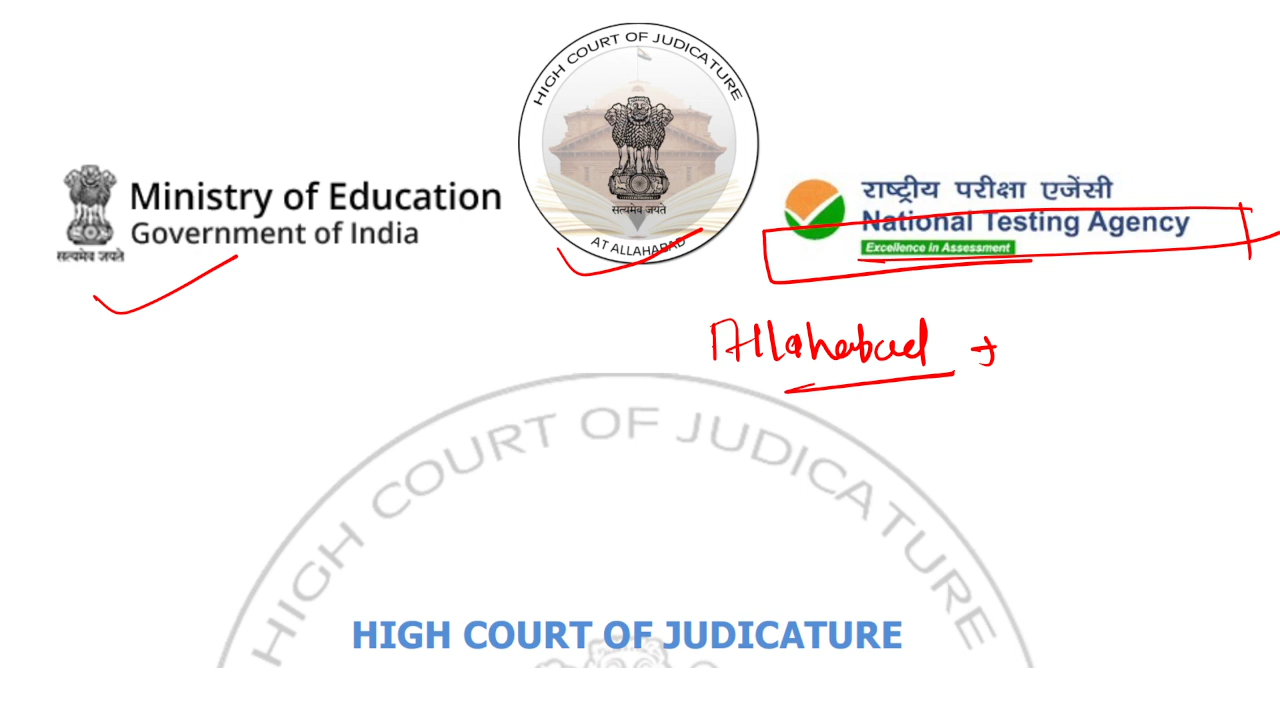 HIGH COURT OF JUDICATURE
सत्यमेव जयते
AT ALLAHABAD
सत्यमेव जयते
Ministry of Education
Government of India
राष्ट्रीय परीक्षा एजेंसी
National Testing Agency
Excellence in Assessment
Allahabad +
HIGH COURT OF JUDICATURE
HIGH COURT OF JUDICATURE